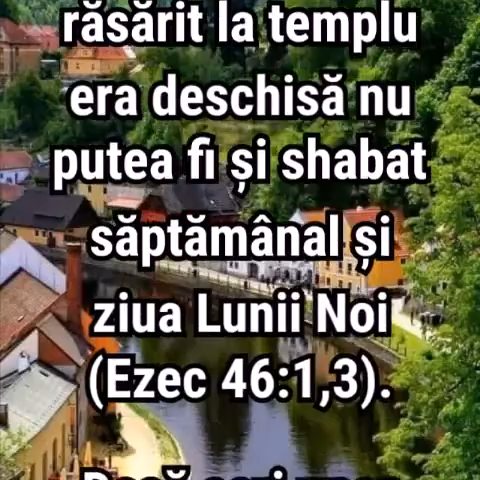 răsărit la templu
era deschisă nu
putea fi și shabat
săptămânal și
ziua Lunii Noi
(Ezec 46:1,3).